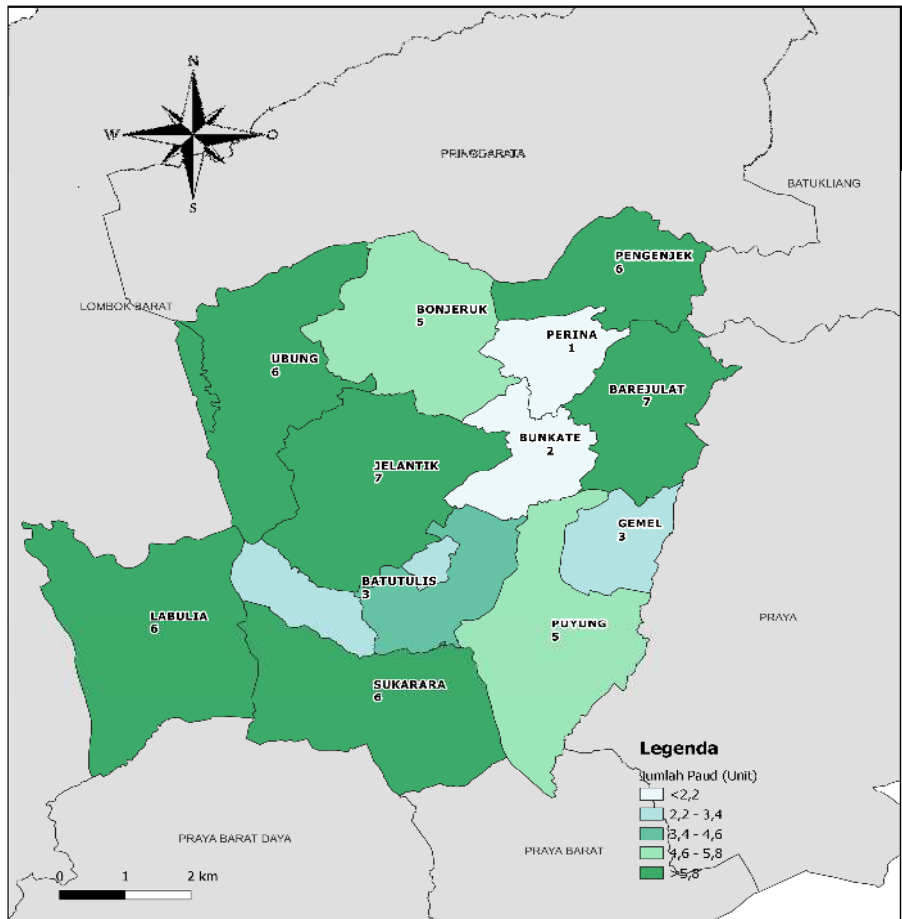 N
W
O
S
PRINGGARATA
BATUKLIANG
LOMBOK BARAT
PENGENJEK
6
BONJERUK
5
PERINA
1
UBUNG
6
BAREJULAT
7
BUNKATE
2
JELANTIK
7
GEMEL
3
BATUTULIS
3
LABULIA
6
PUYUNG
5
PRAYA
SUKARARA
6
Legenda
Jumlah Paud (Unit)
<2,2
2,2 - 3,4
3,4 - 4,6
4,6 - 5,8
>5,8
PRAYA BARAT DAYA
PRAYA BARAT
0 1 2 km